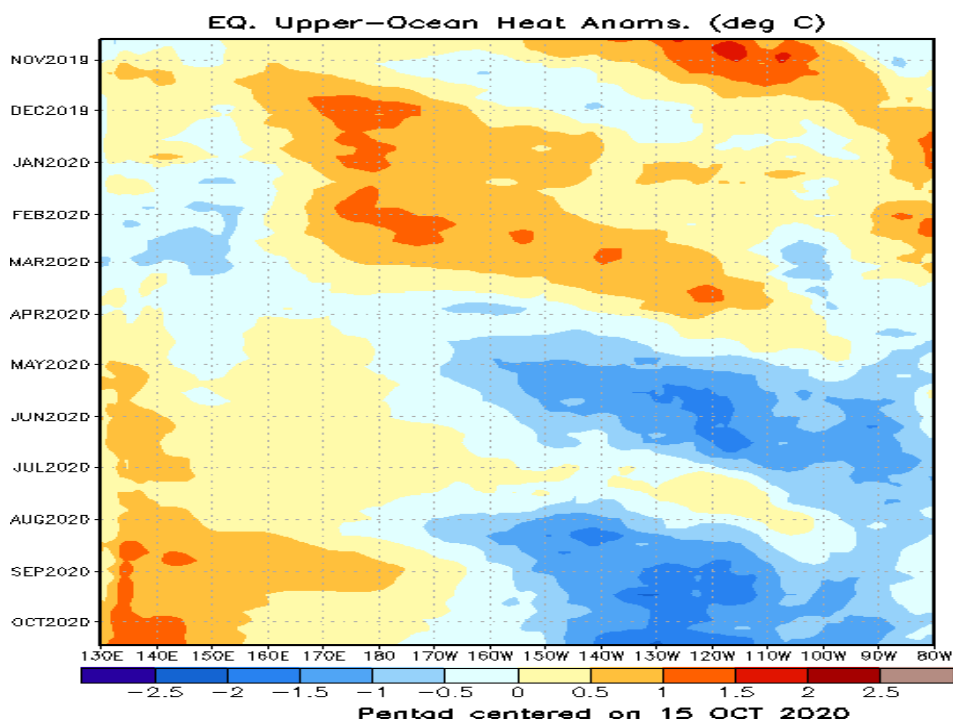 EQ. Upper-Ocean Heat Anoms. (deg C)
NOV2019
DEC2019
JAN2020
FEB2020
MAR2020
APR2020
MAY2020
JUN2020
JUL2020
AUG2020
SEP2020
OCT2020
130E 140E 150E 160E 170E 180 170W 160W 150W 140W 130W 120W 110W 100W 90W 80W
-2.5 -2 -1.5 -1 -0.5 0 0.5 1 1.5 2 2.5
Pentad centered on 15 OCT 2020